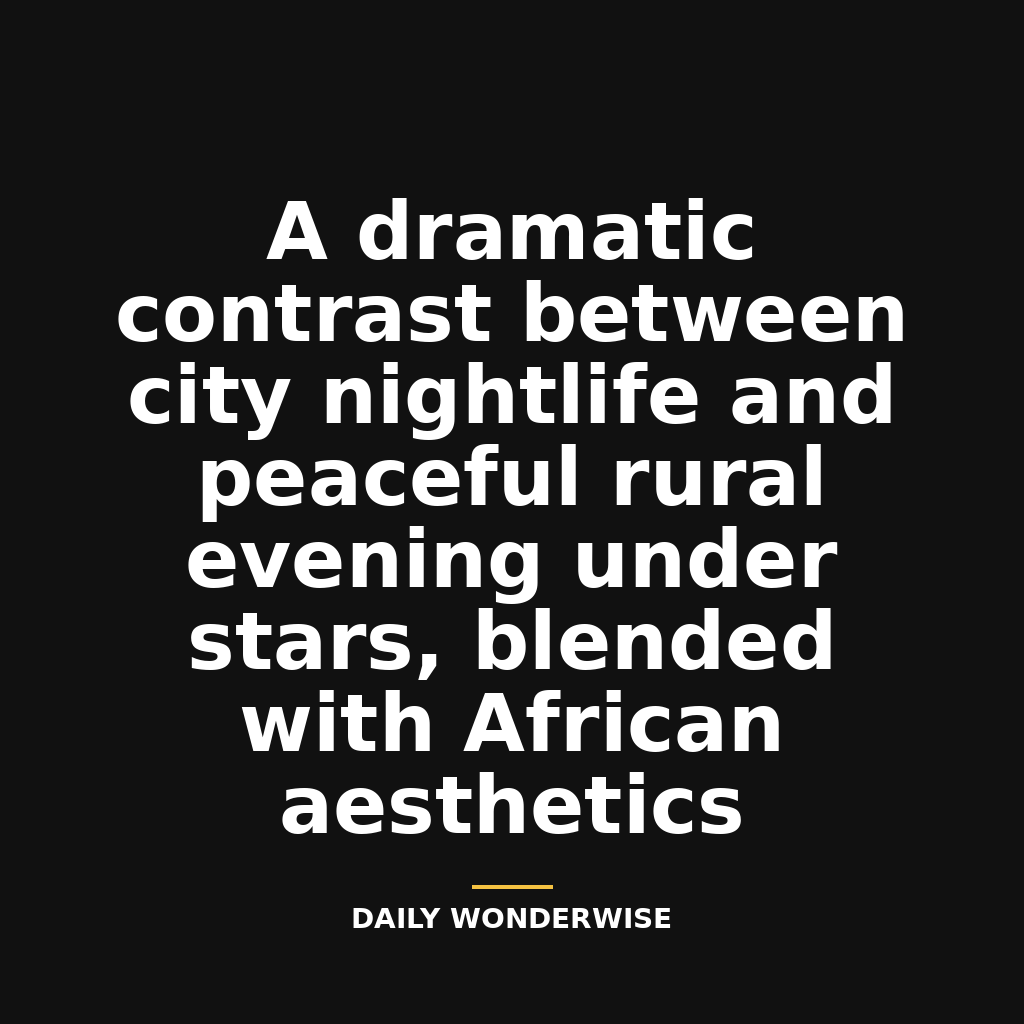 A dramatic
contrast between
city nightlife and
peaceful rural
evening under
stars, blended
with African
aesthetics
DAILY WONDERWISE